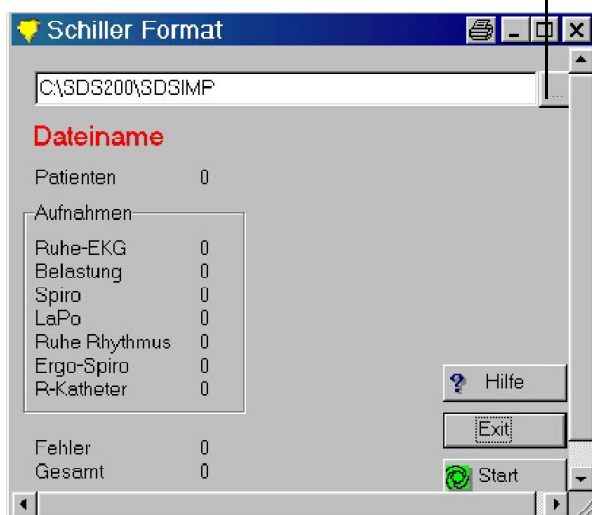 Schiller Format
C:\SDS200\SDSIMP
...
Dateiname
Patienten 0
Aufnahmen
Ruhe-EKG 0
Belastung 0
Spiro 0
LaPo 0
Ruhe Rhythmus 0
Ergo-Spiro 0
R-Katheter 0
Fehler 0
Gesamt 0
? Hilfe
Exit
Start